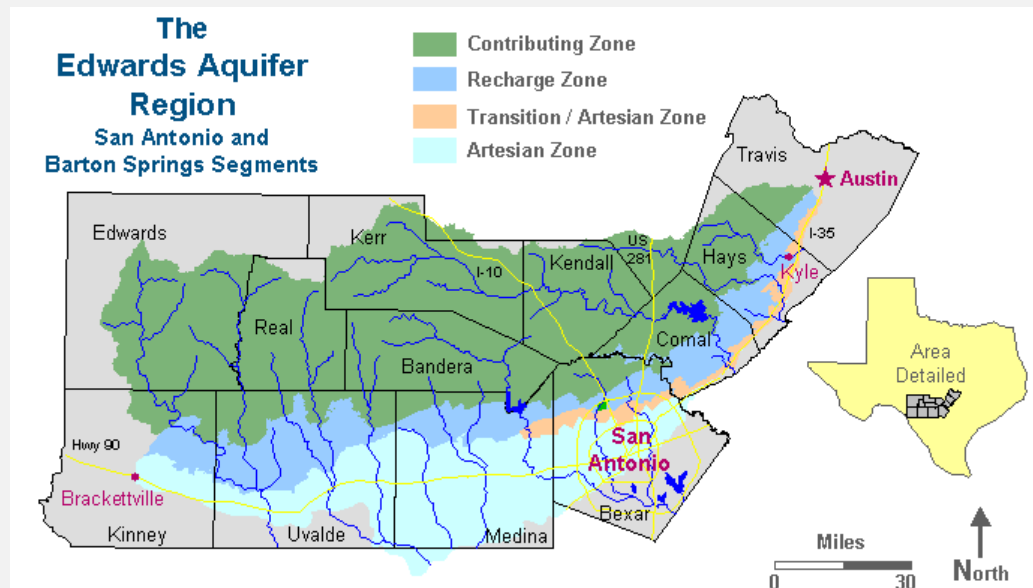 The
Edwards Aquifer
Region
San Antonio and
Barton Springs Segments
Contributing Zone
Recharge Zone
Transition / Artesian Zone
Artesian Zone
Travis
Austin
Edwards
Kerr
I-10
Kendall
US
281
Hays
I-35
Kyle
Real
Bandera
Comal
Area
Detailed
Hwy 90
San
Antonio
Brackettville
Kinney
Uvalde
Medina
Bexar
Miles
0
30
North